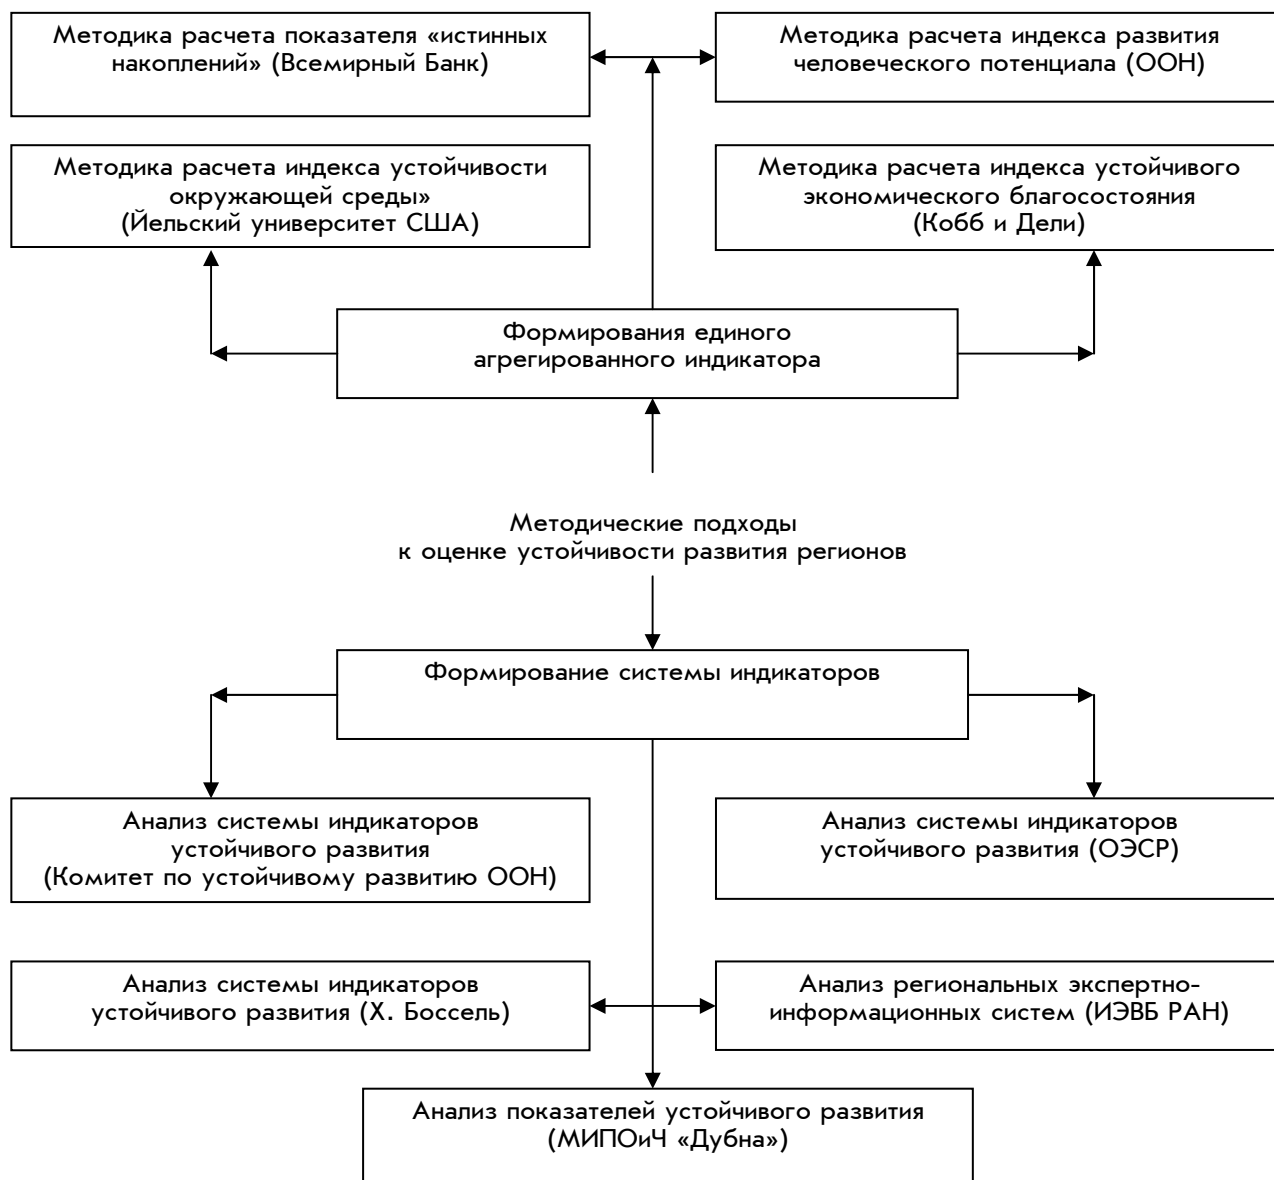 Методика расчета показателя «истинных
накоплений» (Всемирный Банк)
Методика расчета индекса развития
человеческого потенциала (ООН)
Методика расчета индекса устойчивости
окружающей среды»
(Йельский университет США)
Методика расчета индекса устойчивого
экономического благосостояния
(Кобб и Дели)
Формирования единого
агрегированного индикатора
Методические подходы
к оценке устойчивости развития регионов
Формирование системы индикаторов
Анализ системы индикаторов
устойчивого развития
(Комитет по устойчивому развитию ООН)
Анализ системы индикаторов
устойчивого развития (ОЭСР)
Анализ системы индикаторов
устойчивого развития (Х. Боссель)
Анализ региональных экспертно-
информационных систем (ИЭВБ РАН)
Анализ показателей устойчивого развития
(МИПОиЧ «Дубна»)